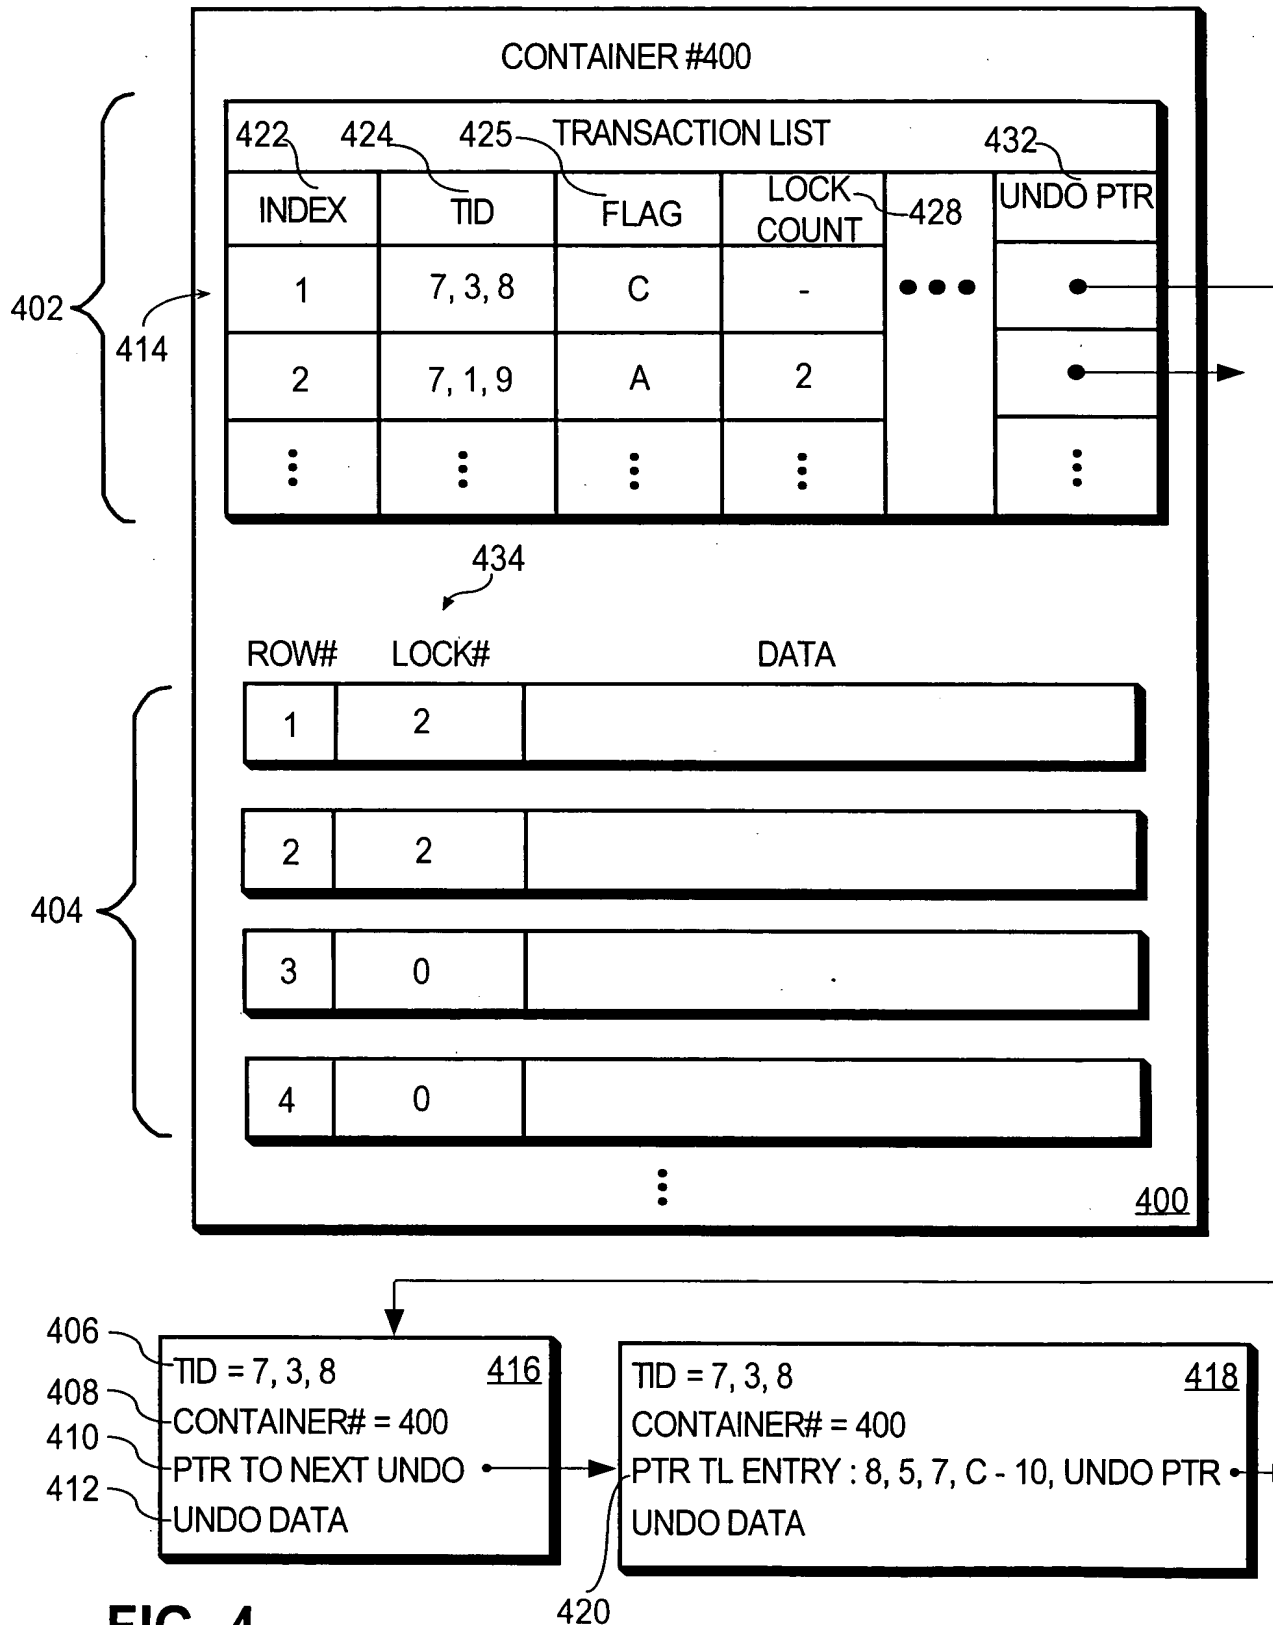 CONTAINER #400
TRANSACTION LIST
422 424 425 432
INDEX TID FLAG LOCK COUNT 428 UNDO PTR
402 414
1 7, 3, 8 C -
2 7, 1, 9 A 2
434
ROW# LOCK# DATA
1 2
2 2
404
3 0
4 0
400
406 TID = 7, 3, 8 416
408 CONTAINER# = 400
410 PTR TO NEXT UNDO
412 UNDO DATA
TID = 7, 3, 8 418
CONTAINER# = 400
PTR TL ENTRY : 8, 5, 7, C - 10, UNDO PTR
UNDO DATA
420
FIG. 4